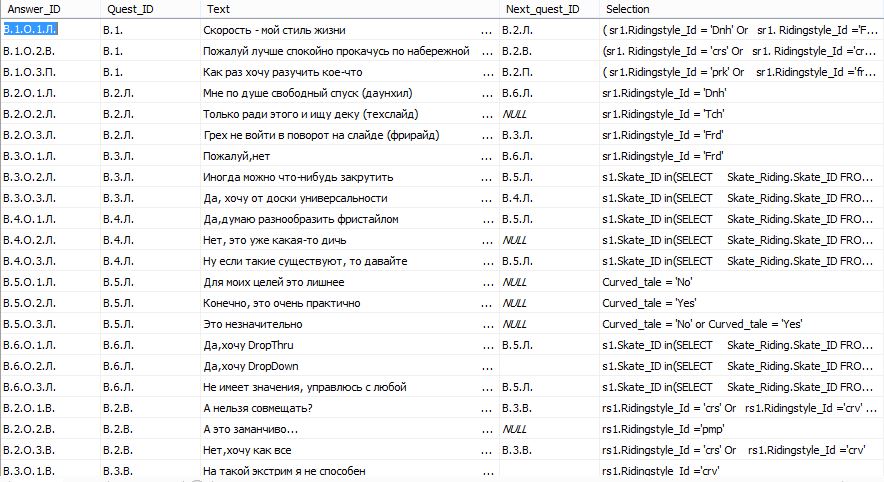 Answer_ID Quest_ID Text Next_quest_ID Selection
В.1.О.1.Л. В.1. Скорость - мой стиль жизни ... В.2.Л. ( sr1.Ridingstyle_Id = 'Dnh' Or sr1. Ridingstyle_Id ='F...
В.1.О.2.В. В.1. Пожалуй лучше спокойно прокачусь по набережной ... В.2.В. (sr1. Ridingstyle_Id = 'crs' Or sr1. Ridingstyle_Id ='cr...
В.1.О.3.П. В.1. Как раз хочу разучить кое-что ... В.2.П. ( sr1.Ridingstyle_Id = 'prk' Or sr1.Ridingstyle_Id ='fr...
В.2.О.1.Л. В.2.Л. Мне по душе свободный спуск (даунхил) ... В.6.Л. sr1.Ridingstyle_Id = 'Dnh'
В.2.О.2.Л. В.2.Л. Только ради этого и ищу деку (техслайд) ... NULL sr1.Ridingstyle_Id = 'Tch'
В.2.О.3.Л. В.2.Л. Грех не войти в поворот на слайде (фрирайд) ... В.3.Л. sr1.Ridingstyle_Id = 'Frd'
В.3.О.1.Л. В.3.Л. Пожалуй,нет ... В.6.Л. sr1.Ridingstyle_Id = 'Frd'
В.3.О.2.Л. В.3.Л. Иногда можно что-нибудь закрутить ... В.5.Л. s1.Skate_ID in(SELECT Skate_Riding.Skate_ID FRO...
В.3.О.3.Л. В.3.Л. Да, хочу от доски универсальности ... В.4.Л. s1.Skate_ID in(SELECT Skate_Riding.Skate_ID FRO...
В.4.О.1.Л. В.4.Л. Да,думаю разнообразить фристайлом ... В.5.Л. s1.Skate_ID in(SELECT Skate_Riding.Skate_ID FRO...
В.4.О.2.Л. В.4.Л. Нет, это уже какая-то дичь ... NULL s1.Skate_ID in(SELECT Skate_Riding.Skate_ID FRO...
В.4.О.3.Л. В.4.Л. Ну если такие существуют, то давайте ... В.5.Л. s1.Skate_ID in(SELECT Skate_Riding.Skate_ID FRO...
В.5.О.1.Л. В.5.Л. Для моих целей это лишнее ... NULL Curved_tale = 'No'
В.5.О.2.Л. В.5.Л. Конечно, это очень практично ... NULL Curved_tale = 'Yes'
В.5.О.3.Л. В.5.Л. Это незначительно ... NULL Curved_tale = 'No' or Curved_tale = 'Yes'
В.6.О.1.Л. В.6.Л. Да,хочу DropThru ... В.5.Л. s1.Skate_ID in(SELECT Skate_Riding.Skate_ID FRO...
В.6.О.2.Л. В.6.Л. Да,хочу DropDown ... s1.Skate_ID in(SELECT Skate_Riding.Skate_ID FRO...
В.6.О.3.Л. В.6.Л. Не имеет значения, управлюсь с любой ... В.5.Л. s1.Skate_ID in(SELECT Skate_Riding.Skate_ID FRO...
В.2.О.1.В. В.2.В. А нельзя совмещать? ... В.3.В. rs1.Ridingstyle_Id = 'crs' Or rs1.Ridingstyle_Id ='crv' ...
В.2.О.2.В. В.2.В. А это заманчиво... ... NULL rs1.Ridingstyle_Id ='pmp'
В.2.О.3.В. В.2.В. Нет,хочу как все ... В.3.В. rs1.Ridingstyle_Id = 'crs' Or rs1.Ridingstyle_Id ='crv'
В.3.О.1.В. В.3.В. На такой экстрим я не способен ... rs1.Ridingstyle_Id ='crv'